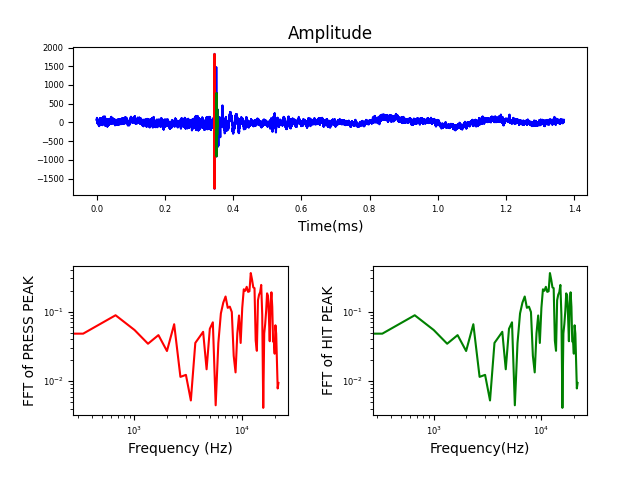 Amplitude
2000
1500
1000
500
0
−500
−1000
−1500
0.0 0.2 0.4 0.6 0.8 1.0 1.2 1.4
Time(ms)
FFT of PRESS PEAK
10⁻¹
10⁻²
10³ 10⁴
Frequency (Hz)
FFT of HIT PEAK
10⁻¹
10⁻²
10³ 10⁴
Frequency(Hz)